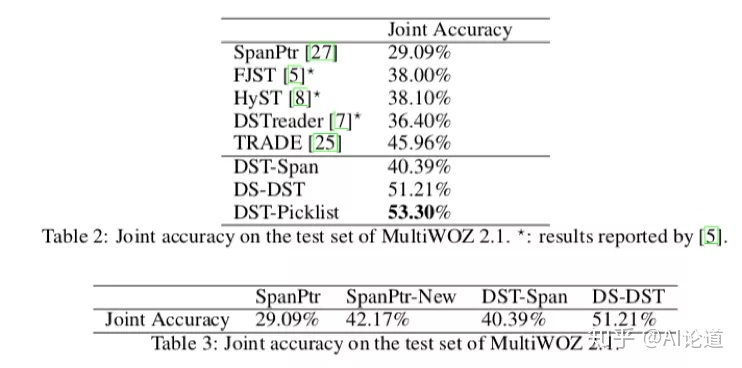 Joint Accuracy
SpanPtr [27] 29.09%
FJST [5]* 38.00%
HyST [8]* 38.10%
DSTreader [7]* 36.40%
TRADE [25] 45.96%
DST-Span 40.39%
DS-DST 51.21%
DST-Picklist 53.30%
Table 2: Joint accuracy on the test set of MultiWOZ 2.1. *: results reported by [5].
SpanPtr SpanPtr-New DST-Span DS-DST
Joint Accuracy 29.09% 42.17% 40.39% 51.21%
Table 3: Joint accuracy on the test set of MultiWOZ 2.1.
知乎 @AI论道